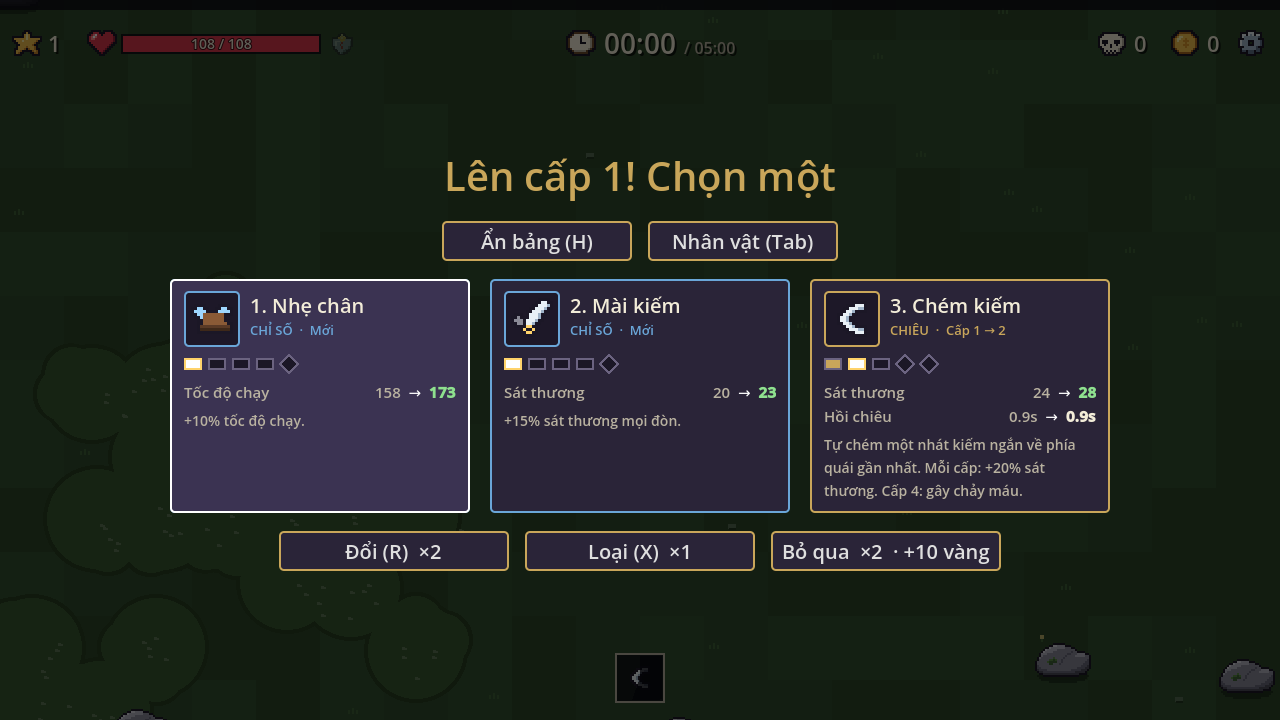 1
108 / 108
00:00 / 05:00
0
0
Lên cấp 1! Chọn một
Ẩn bảng (H)
Nhân vật (Tab)
1. Nhẹ chân
CHỈ SỐ · Mới
Tốc độ chạy 158 → 173
+10% tốc độ chạy.
2. Mài kiếm
CHỈ SỐ · Mới
Sát thương 20 → 23
+15% sát thương mọi đòn.
3. Chém kiếm
CHIÊU · Cấp 1 → 2
Sát thương 24 → 28
Hồi chiêu 0.9s → 0.9s
Tự chém một nhát kiếm ngắn về phía
quái gần nhất. Mỗi cấp: +20% sát
thương. Cấp 4: gây chảy máu.
Đổi (R) ×2
Loại (X) ×1
Bỏ qua ×2 · +10 vàng